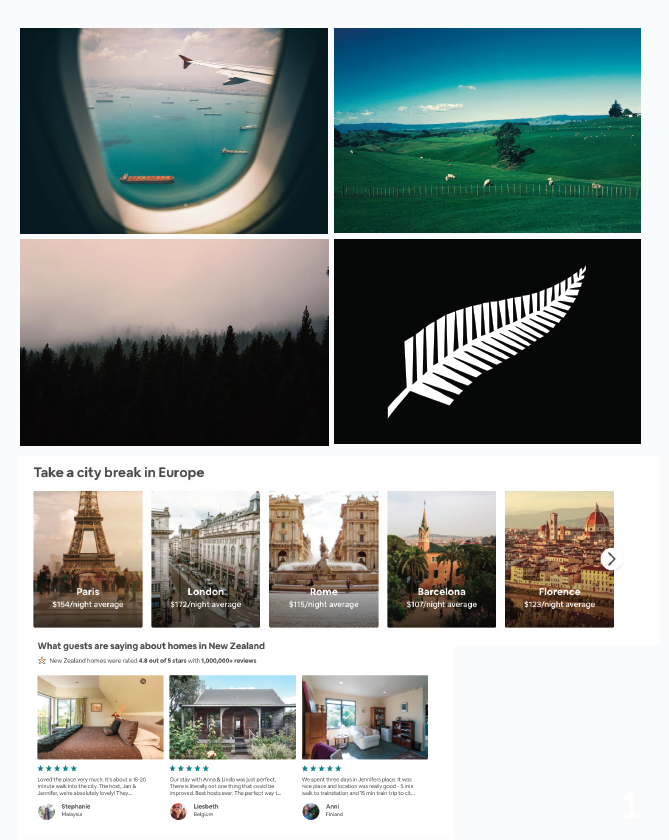 Take a city break in Europe
Paris
$154/night average
London
$172/night average
Rome
$115/night average
Barcelona
$107/night average
Florence
$123/night average
What guests are saying about homes in New Zealand
New Zealand homes were rated 4.8 out of 5 stars with 1,000,000+ reviews
Loved the place very much. It's about a 15-20
minute walk into the city. The host, Jan &
Jennifer, we're absolutely lovely! They...
Stephanie
Malaysia
Our stay with Anna & Linda was just perfect.
There is literally not one thing that could be
improved. Best hosts ever. The perfect way t...
Liesbeth
Belgium
We spent three days in Jennifers place. It was
nice place and location was really good - 5 min
walk to trainstation and 15 min train trip to cit...
Anni
Finland
1